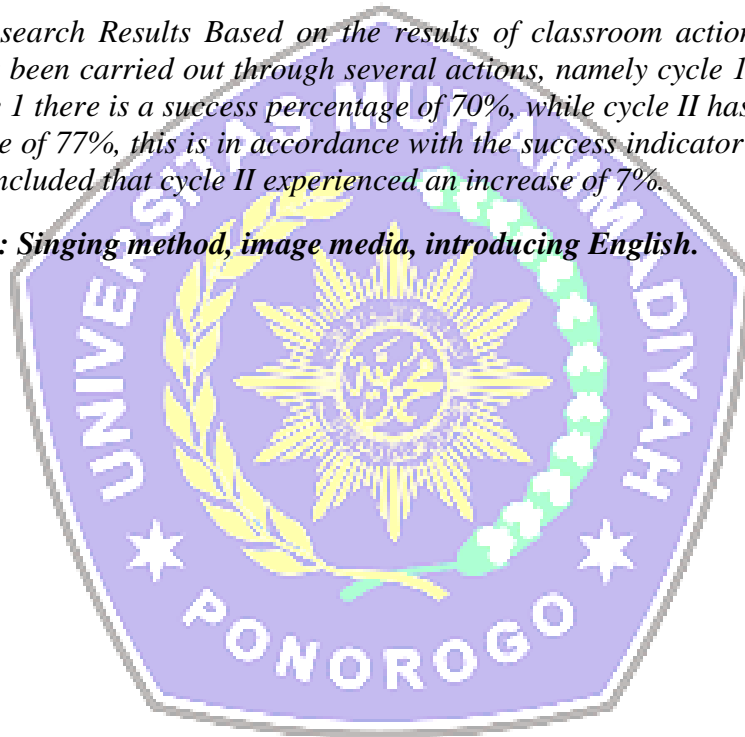 search Results Based on the results of classroom action
been carried out through several actions, namely cycle 1
1 there is a success percentage of 70%, while cycle II has
e of 77%, this is in accordance with the success indicator
ncluded that cycle II experienced an increase of 7%.
: Singing method, image media, introducing English.
UNIVERSITAS MUHAMMADIYAH
PONOROGO